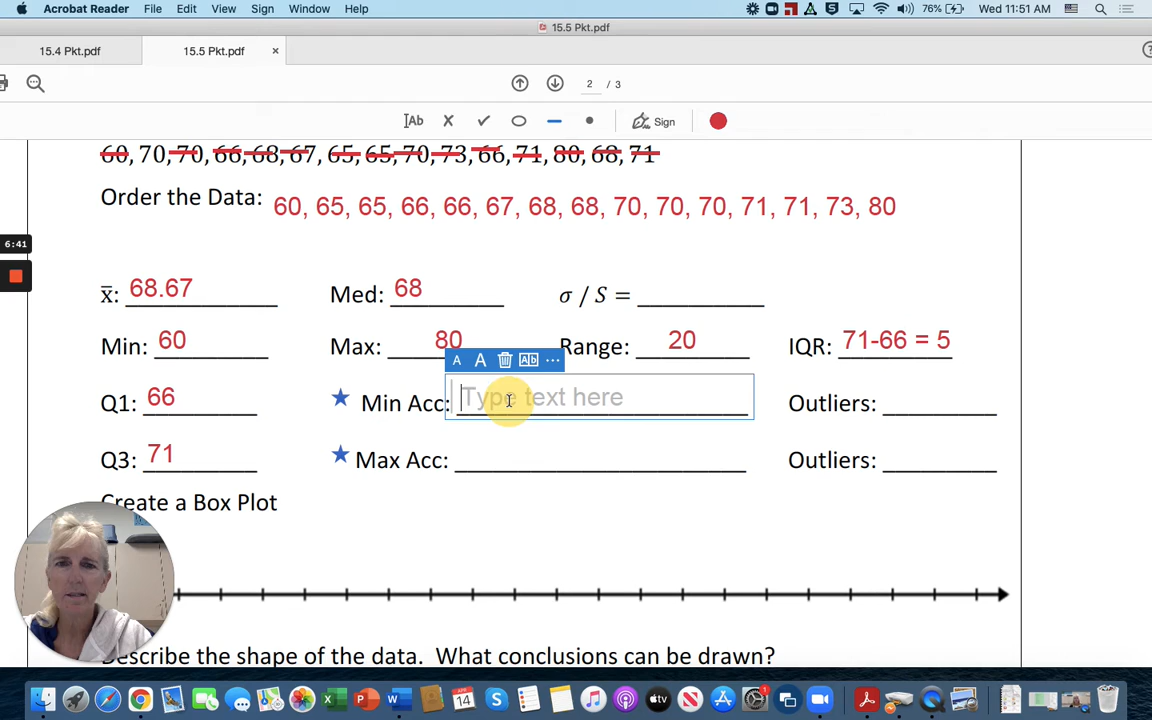 Acrobat Reader File Edit View Sign Window Help 76% Wed 11:51 AM
15.5 Pkt.pdf
15.4 Pkt.pdf 15.5 Pkt.pdf ×
2 / 3
Ab Sign
60, 70, 70, 66, 68, 67, 65, 65, 70, 73, 66, 71, 80, 68, 71
Order the Data: 60, 65, 65, 66, 66, 67, 68, 68, 70, 70, 70, 71, 71, 73, 80
6:41
x̄: 68.67 Med: 68 σ / S =
Min: 60 Max: 80 Range: 20 IQR: 71-66 = 5
A A Ab ...
Q1: 66 ★ Min Acc: Type text here Outliers:
Q3: 71 ★ Max Acc: Outliers:
Create a Box Plot
Describe the shape of the data. What conclusions can be drawn?